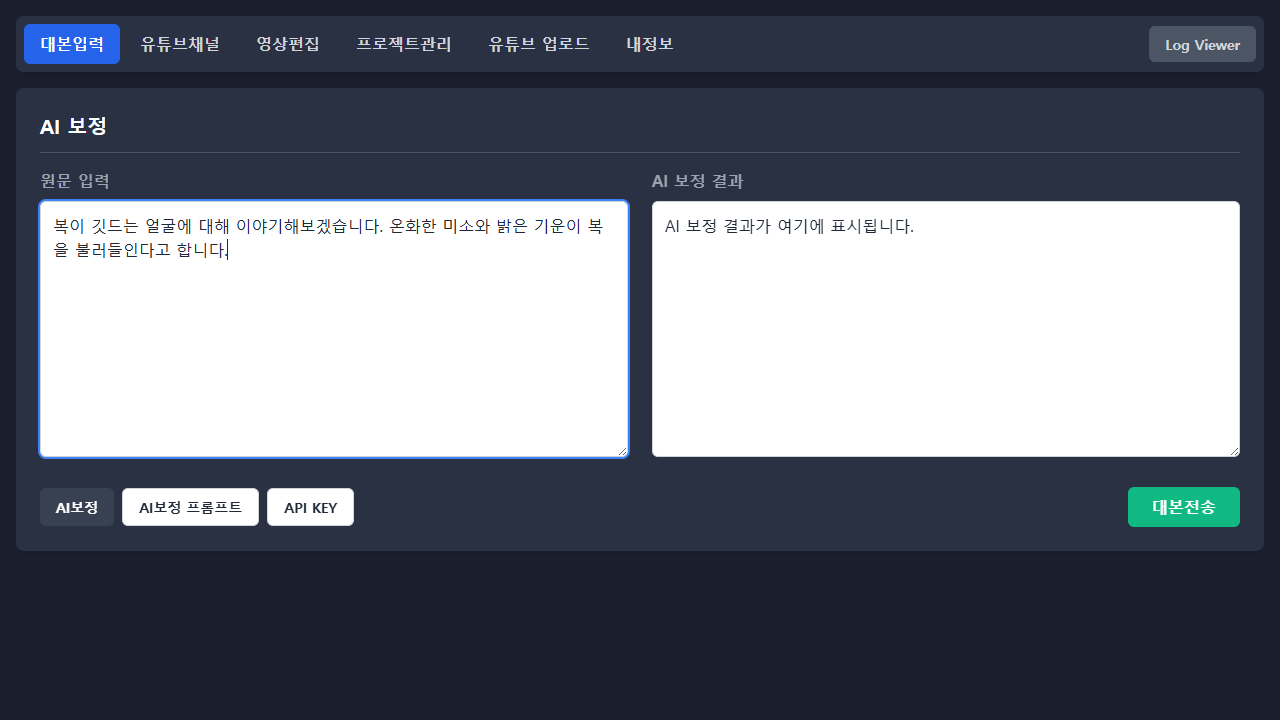 대본입력
유튜브채널
영상편집
프로젝트관리
유튜브 업로드
내정보
Log Viewer
AI 보정
원문 입력
복이 깃드는 얼굴에 대해 이야기해보겠습니다. 온화한 미소와 밝은 기운이 복
을 불러들인다고 합니다.
AI 보정 결과
AI 보정 결과가 여기에 표시됩니다.
AI보정
AI보정 프롬프트
API KEY
대본전송